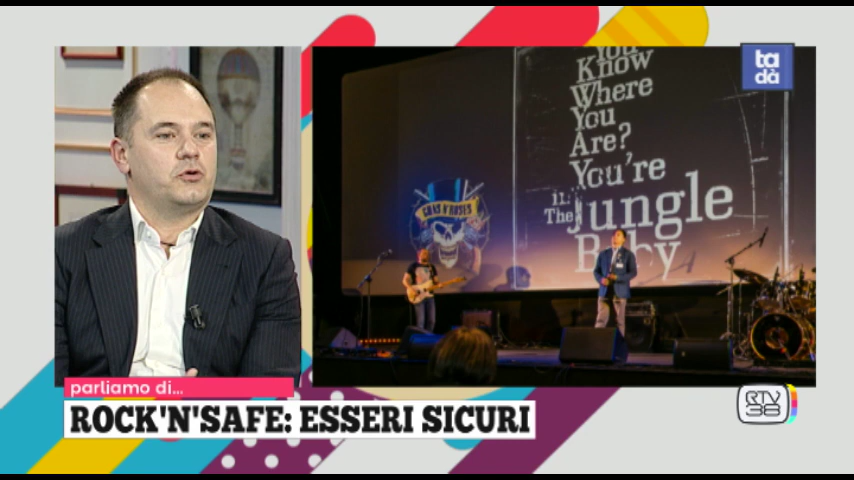 You
Know
Where
You
Are?
You're
in
The Jungle
Baby
GUNS N' ROSES
ta
dà
RTV
38
parliamo di...
ROCK'N'SAFE: ESSERI SICURI